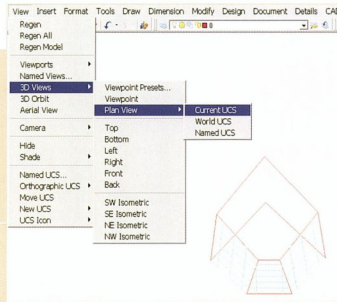 View Insert Format Tools Draw Dimension Modify Design Document Details
Regen
Regen All
Regen Model
Viewports
Named Views...
3D Views
3D Orbit
Aerial View
Camera
Hide
Shade
Named UCS...
Orthographic UCS
Move UCS
New UCS
UCS Icon
Viewpoint Presets...
Viewpoint
Plan View
Top
Bottom
Left
Right
Front
Back
SW Isometric
SE Isometric
NE Isometric
NW Isometric
Current UCS
World UCS
Named UCS
0